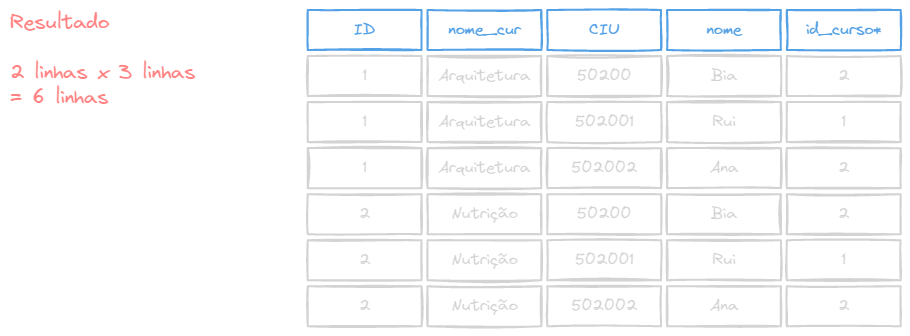 Resultado
2 linhas x 3 linhas
= 6 linhas
ID nome_cur CIU nome id_curso*
1 Arquitetura 50200 Bia 2
1 Arquitetura 502001 Rui 1
1 Arquitetura 502002 Ana 2
2 Nutrição 50200 Bia 2
2 Nutrição 502001 Rui 1
2 Nutrição 502002 Ana 2